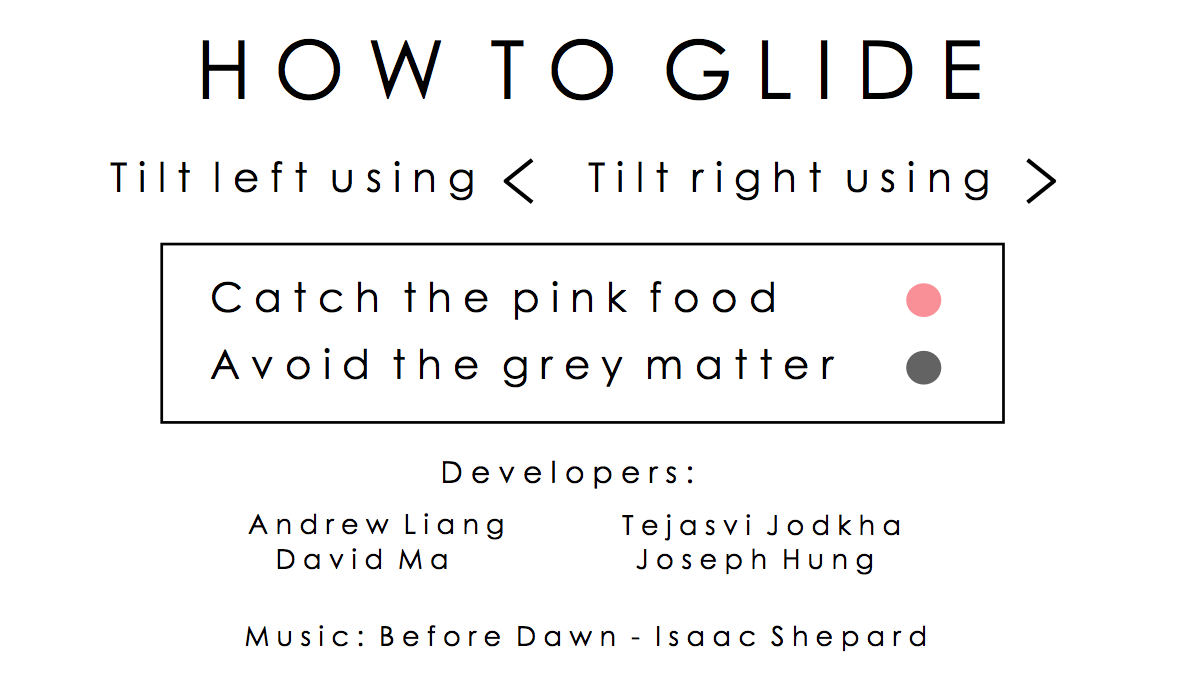 HOW TO GLIDE
Tilt left using < Tilt right using >
Catch the pink food
Avoid the grey matter
Developers:
Andrew Liang Tejasvi Jodkha
David Ma Joseph Hung
Music: Before Dawn - Isaac Shepard